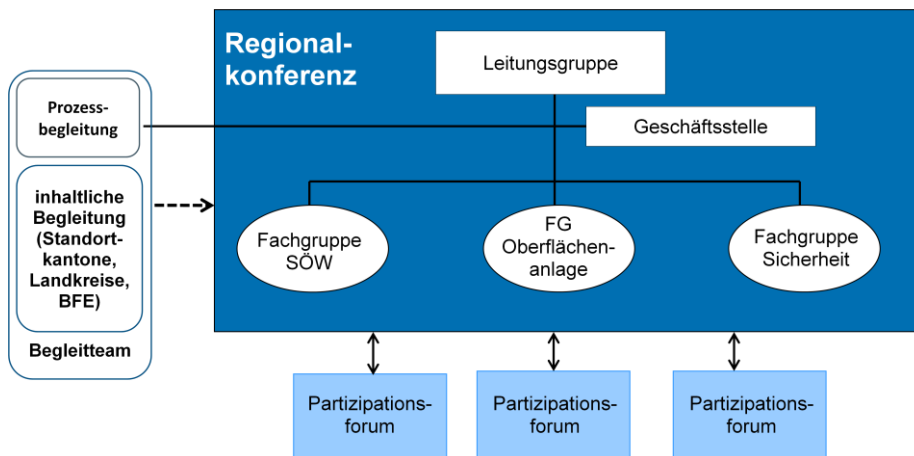 Regional-
konferenz
Leitungsgruppe
Prozess-
begleitung
Geschäftsstelle
inhaltliche
Begleitung
(Standort-
kantone,
Landkreise,
BFE)
Begleitteam
Fachgruppe
SÖW
FG
Oberflächen-
anlage
Fachgruppe
Sicherheit
Partizipations-
forum
Partizipations-
forum
Partizipations-
forum